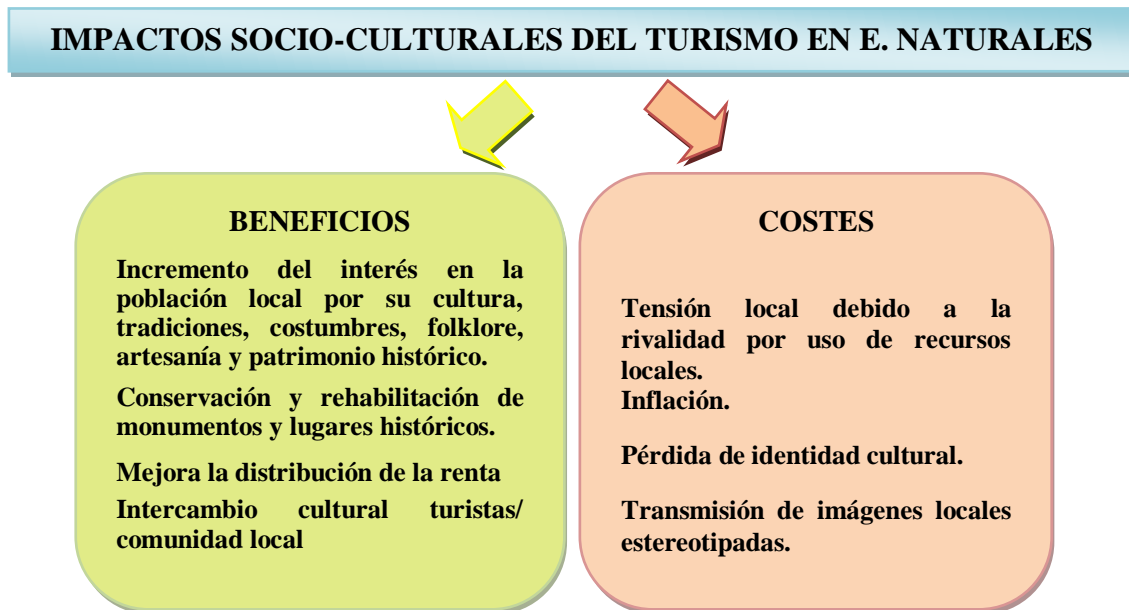 IMPACTOS SOCIO-CULTURALES DEL TURISMO EN E. NATURALES
BENEFICIOS
Incremento del interés en la
población local por su cultura,
tradiciones, costumbres, folklore,
artesanía y patrimonio histórico.
Conservación y rehabilitación de
monumentos y lugares históricos.
Mejora la distribución de la renta
Intercambio cultural turistas/
comunidad local
COSTES
Tensión local debido a la
rivalidad por uso de recursos
locales.
Inflación.
Pérdida de identidad cultural.
Transmisión de imágenes locales
estereotipadas.